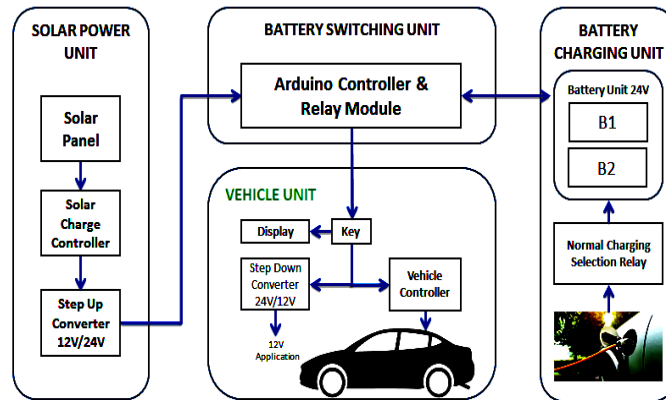 SOLAR POWER
UNIT
Solar
Panel
Solar
Charge
Controller
Step Up
Converter
12V/24V
BATTERY SWITCHING UNIT
Arduino Controller &
Relay Module
VEHICLE UNIT
Display
Key
Step Down
Converter
24V/12V
Vehicle
Controller
12V
Application
BATTERY
CHARGING UNIT
Battery Unit 24V
B1
B2
Normal Charging
Selection Relay